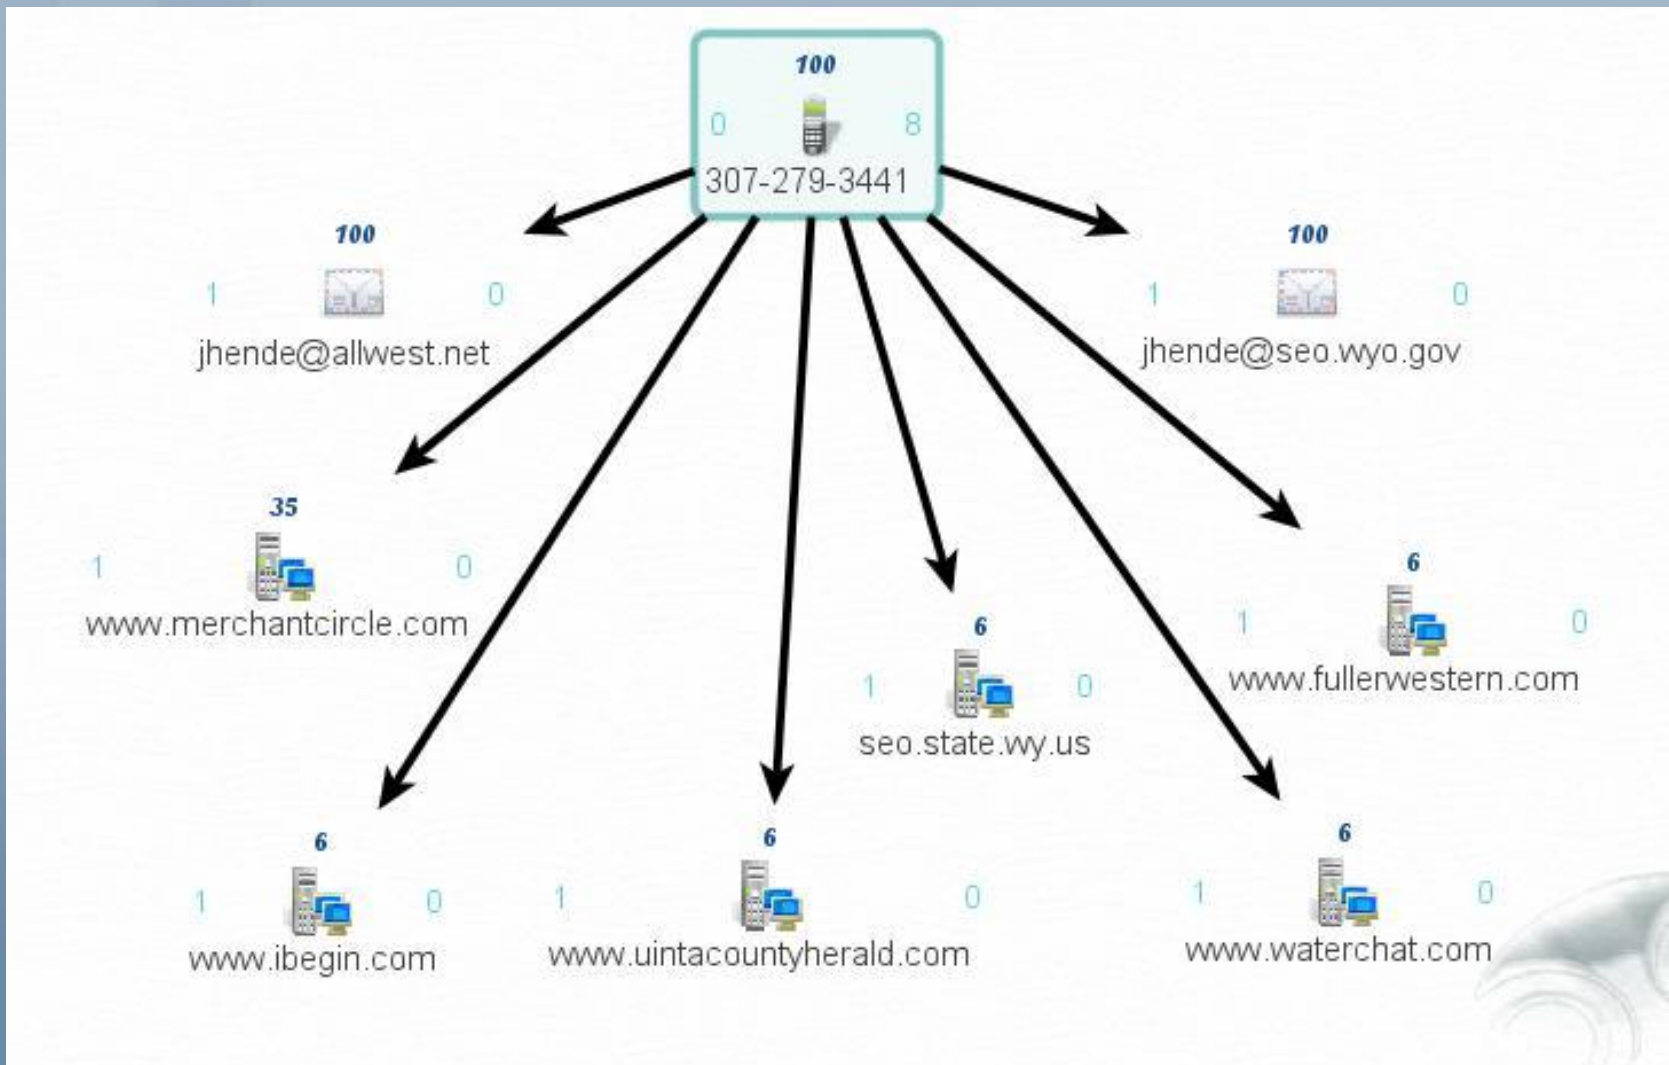 100
0 8
307-279-3441
100
1 0
jhende@allwest.net
100
1 0
jhende@seo.wyo.gov
35
1 0
www.merchantcircle.com
6
1 0
www.fullerwestern.com
6
1 0
seo.state.wy.us
6
1 0
www.ibegin.com
6
1 0
www.uintacountyherald.com
6
1 0
www.waterchat.com